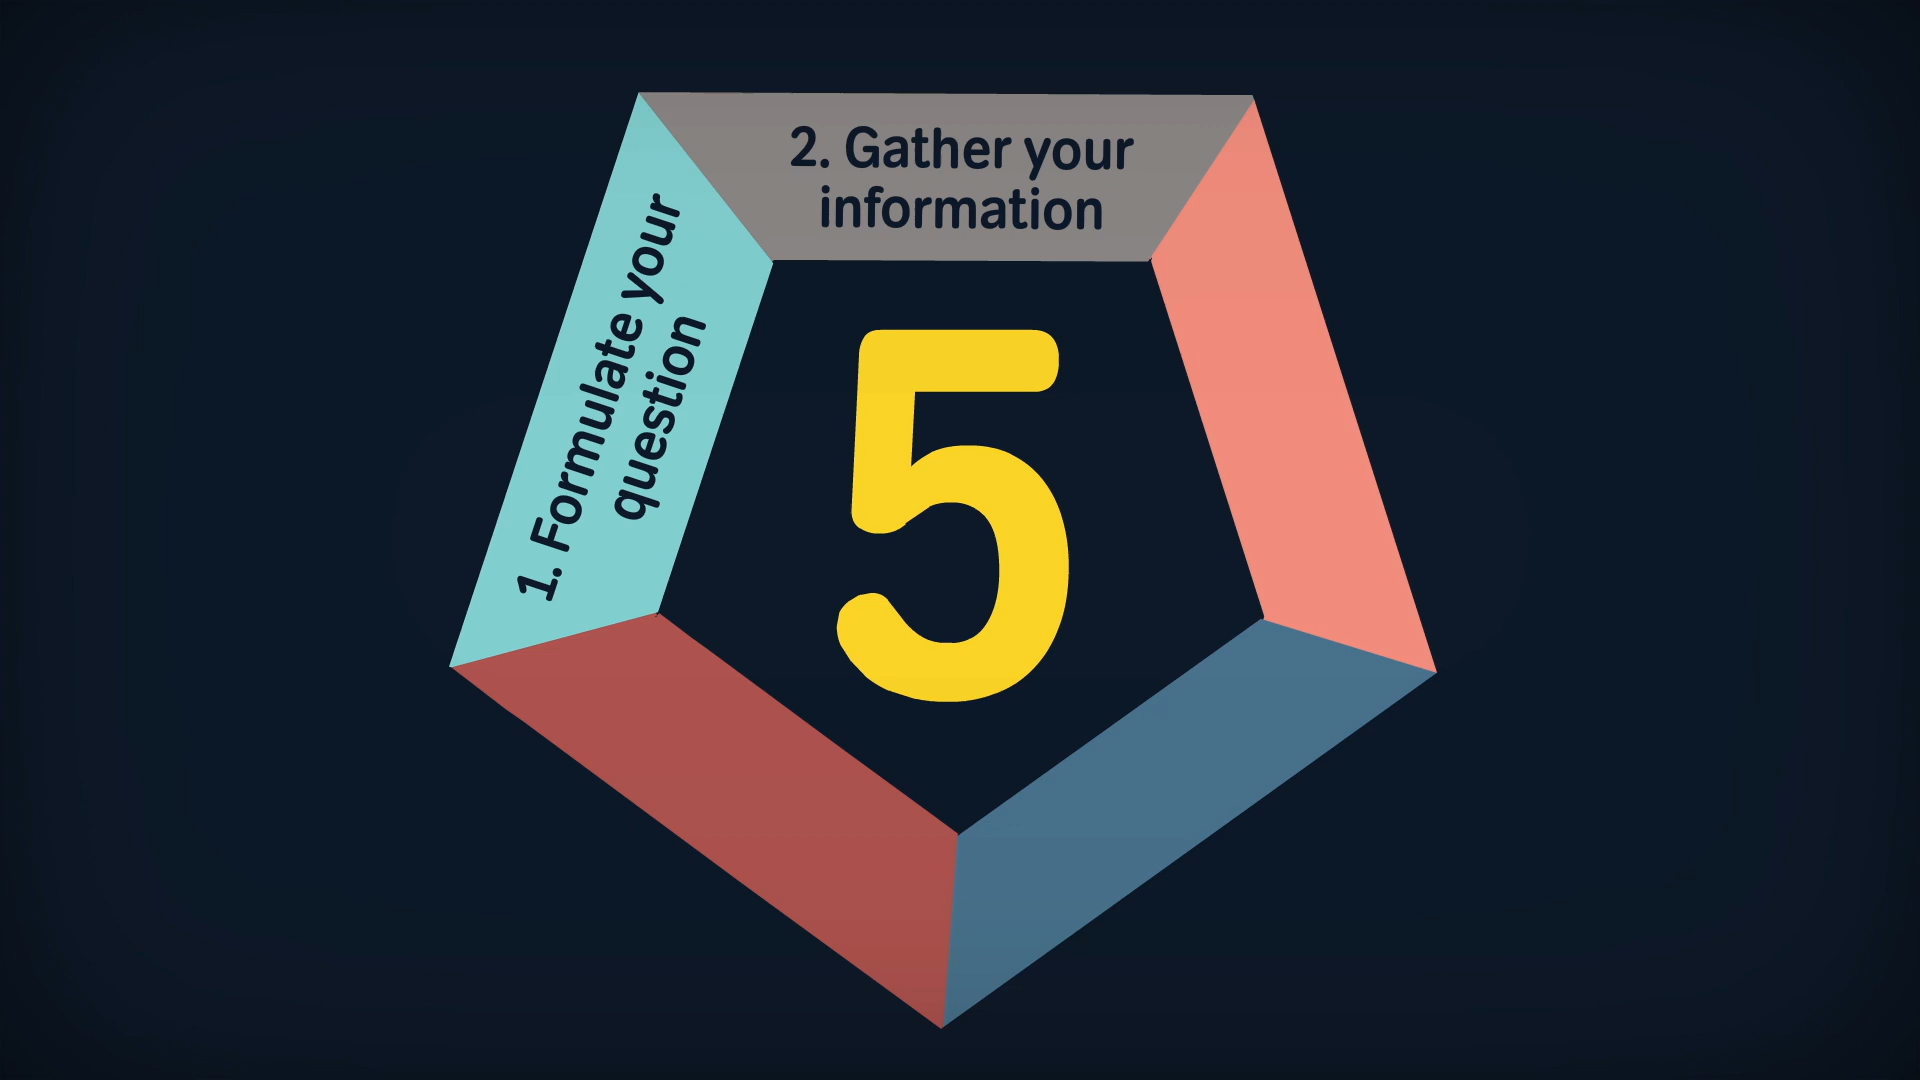 1. Formulate your
question
2. Gather your
information
5